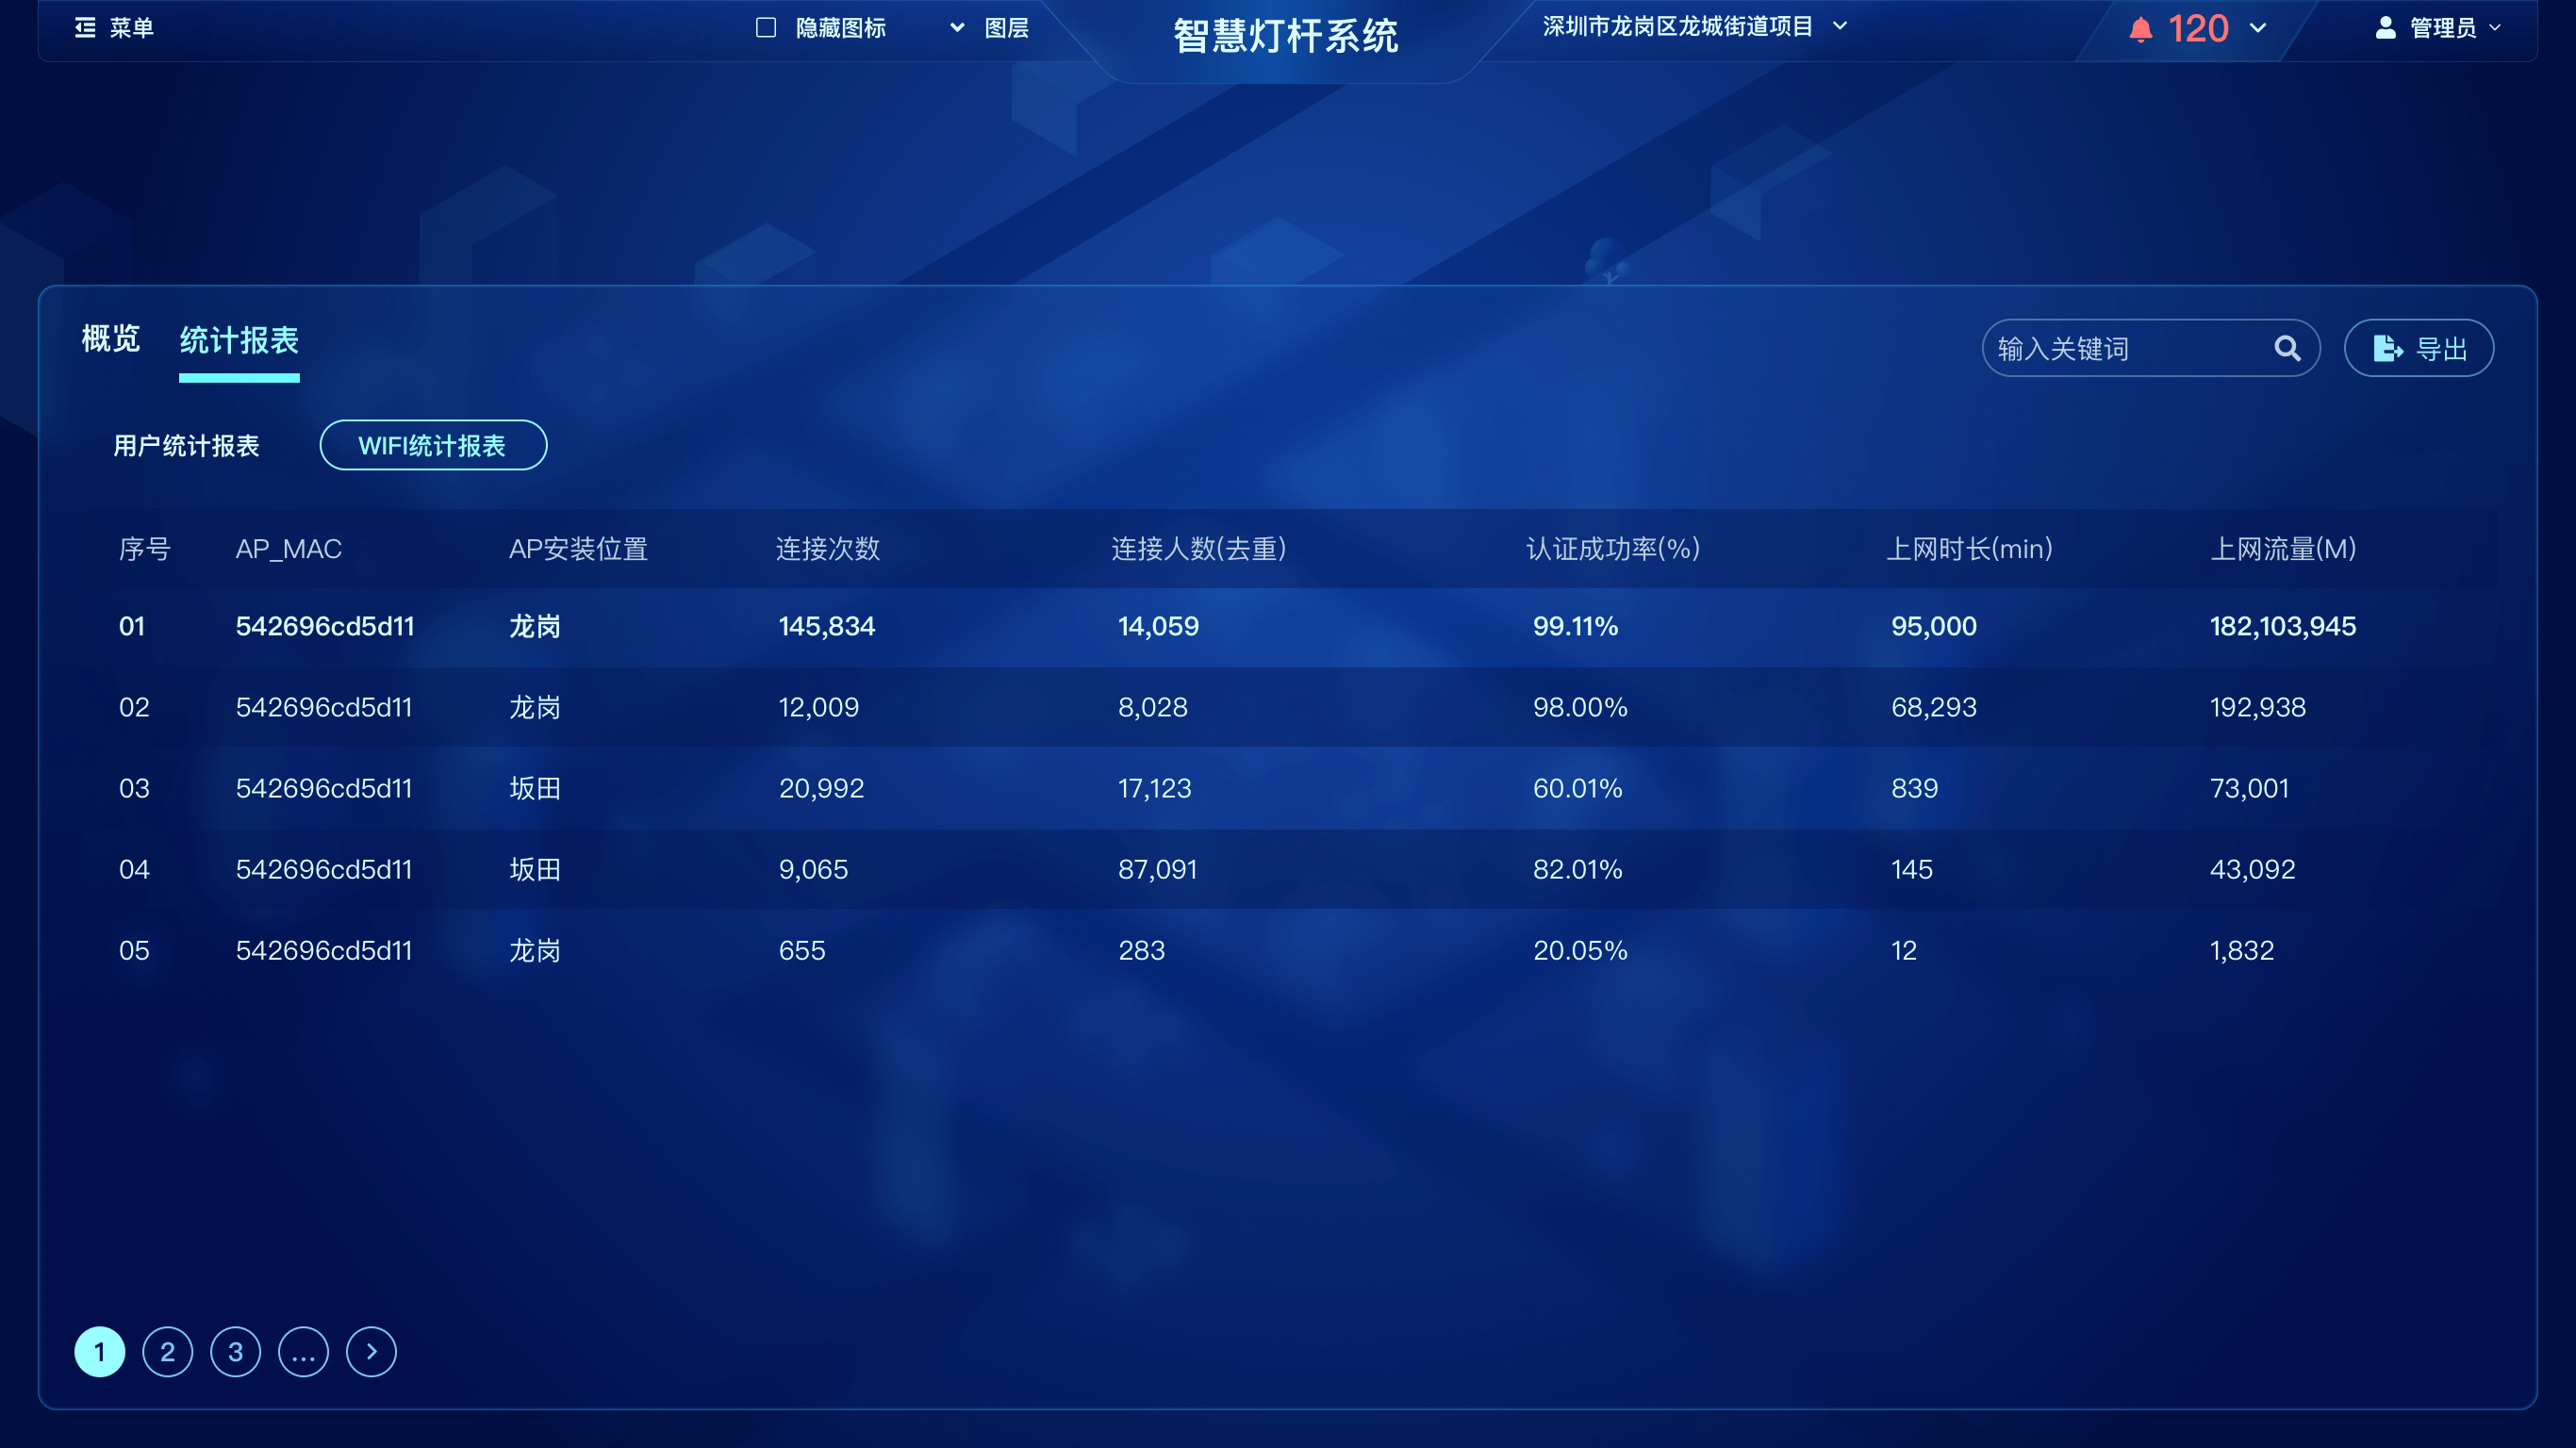 菜单 隐藏图标 图层 智慧灯杆系统 深圳市龙岗区龙城街道项目 120 管理员
概览 统计报表 输入关键词 导出
用户统计报表 WIFI统计报表
序号 AP_MAC AP安装位置 连接次数 连接人数(去重) 认证成功率(%) 上网时长(min) 上网流量(M)
01 542696cd5d11 龙岗 145,834 14,059 99.11% 95,000 182,103,945
02 542696cd5d11 龙岗 12,009 8,028 98.00% 68,293 192,938
03 542696cd5d11 坂田 20,992 17,123 60.01% 839 73,001
04 542696cd5d11 坂田 9,065 87,091 82.01% 145 43,092
05 542696cd5d11 龙岗 655 283 20.05% 12 1,832
1 2 3 ...